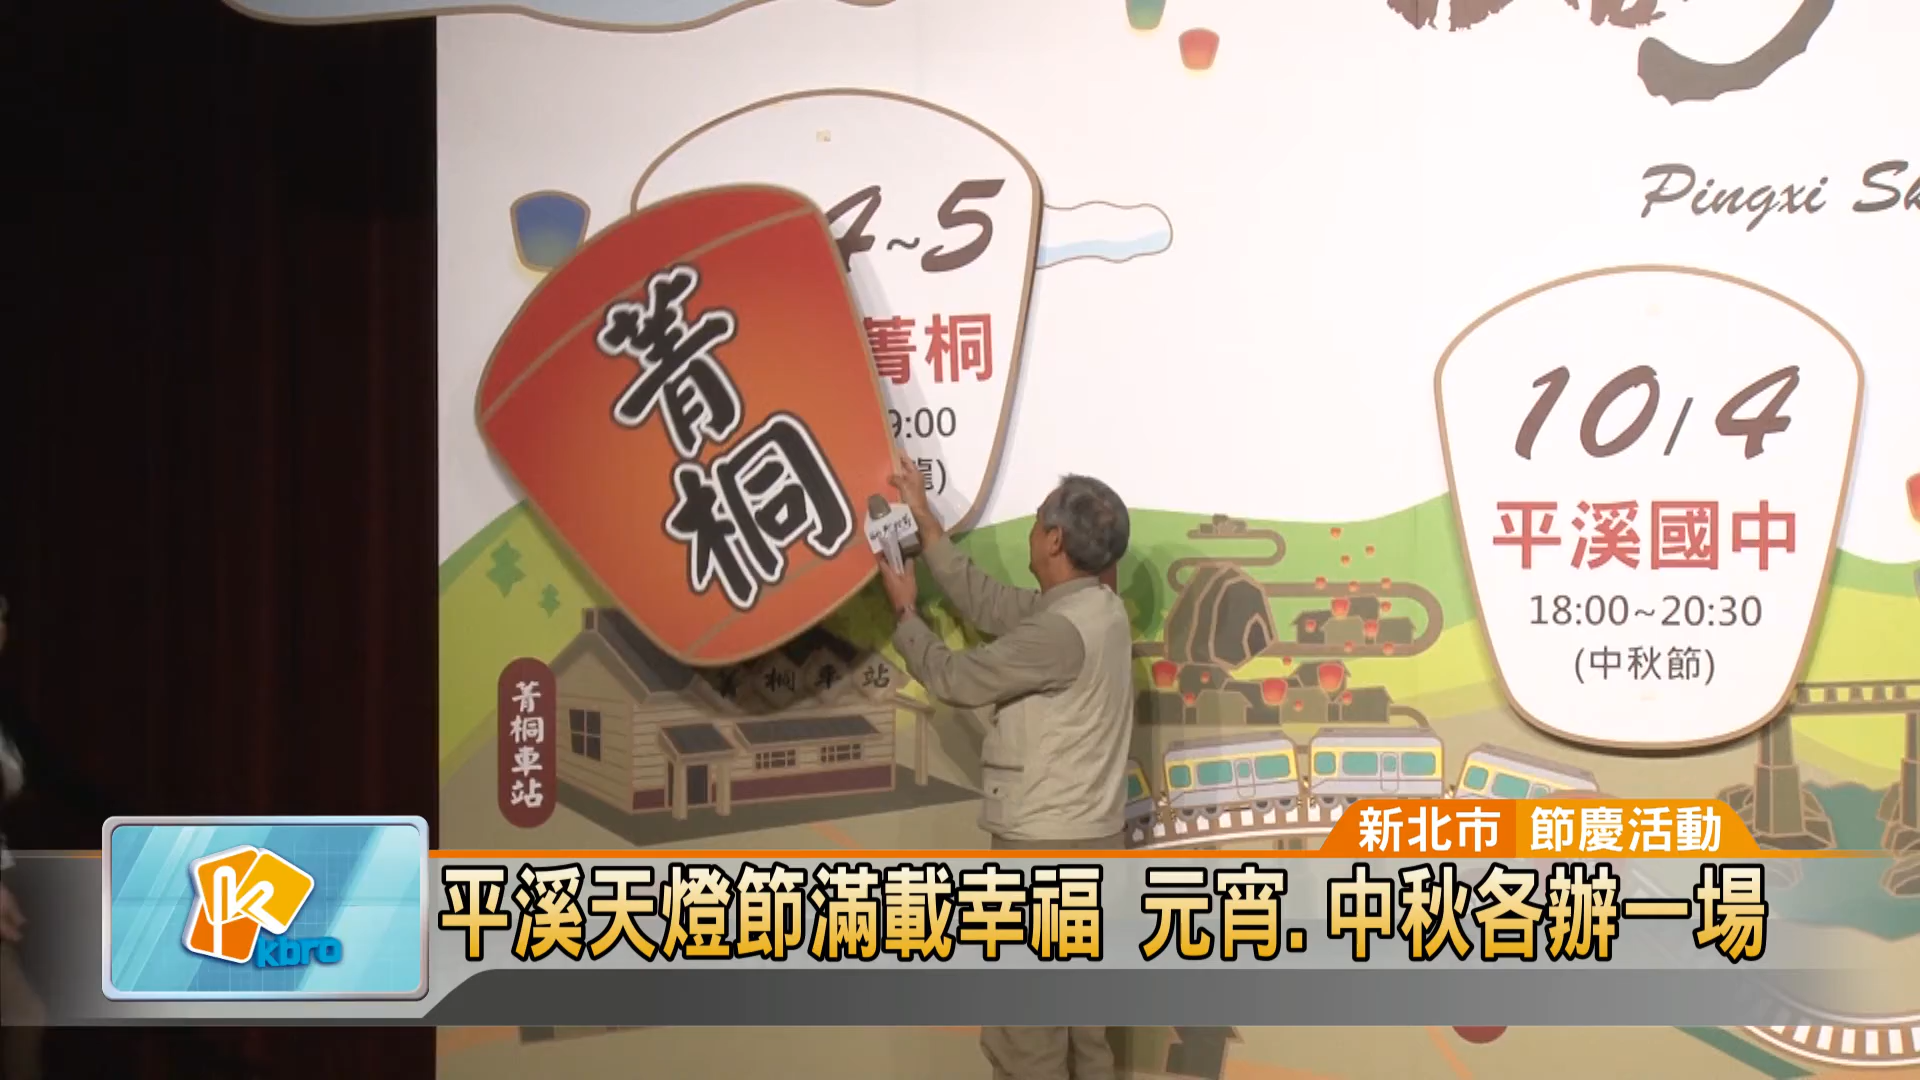 Pingxi Sk
4~5
菁桐
9:00
龍)
菁桐
10/4
平溪國中
18:00~20:30
(中秋節)
菁桐車站
菁桐車站
新北市 節慶活動
平溪天燈節滿載幸福 元宵.中秋各辦一場
kbro